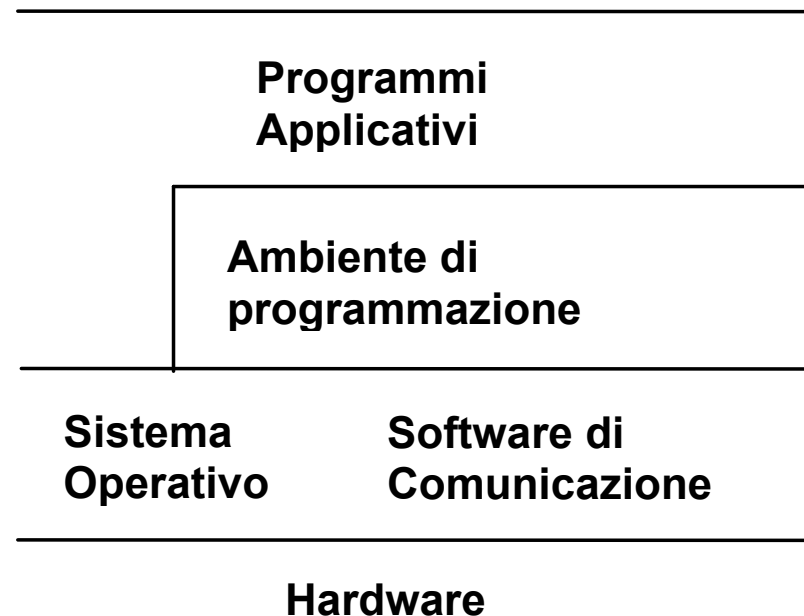 Programmi
Applicativi
Ambiente di
programmazione
Sistema
Operativo
Software di
Comunicazione
Hardware